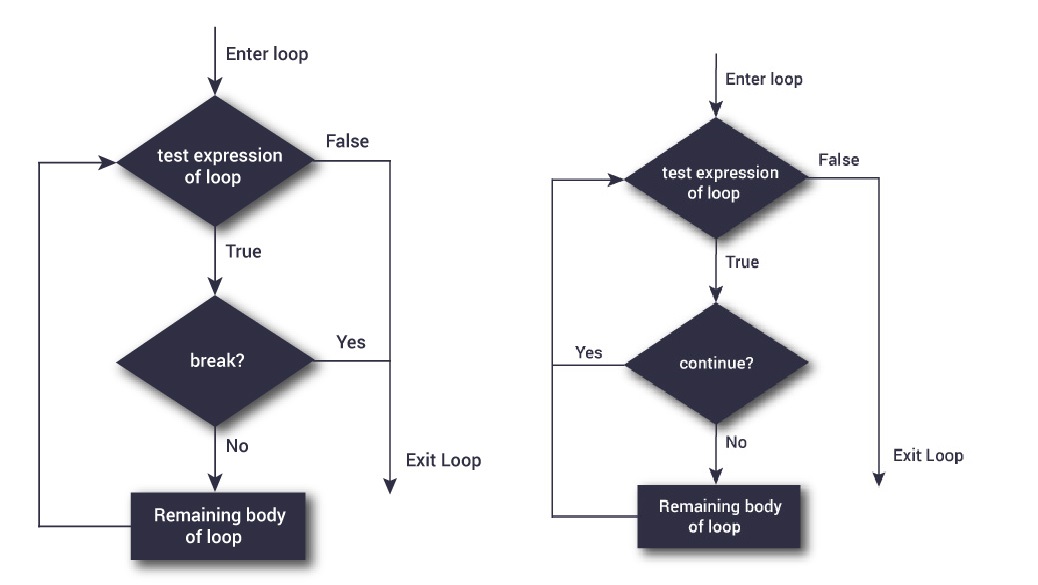 Enter loop
test expression
of loop
False
True
break?
Yes
No
Exit Loop
Remaining body
of loop
Enter loop
test expression
of loop
False
True
Yes
continue?
No
Exit Loop
Remaining body
of loop